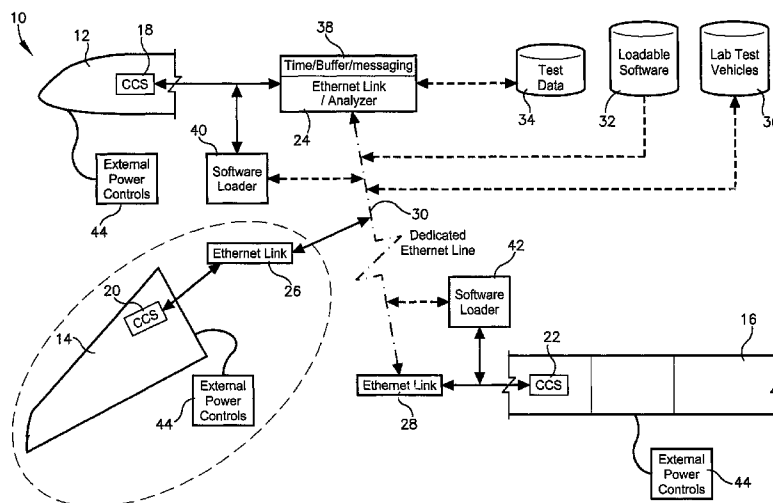 10
12
18
CCS
38
Time/Buffer/messaging
Ethernet Link
/ Analyzer
24
Test
Data
34
Loadable
Software
32
Lab Test
Vehicles
40
Software
Loader
External
Power
Controls
44
30
Dedicated
Ethernet Line
Ethernet Link
26
20
CCS
14
External
Power
Controls
44
42
Software
Loader
Ethernet Link
28
22
CCS
16
External
Power
Controls
44